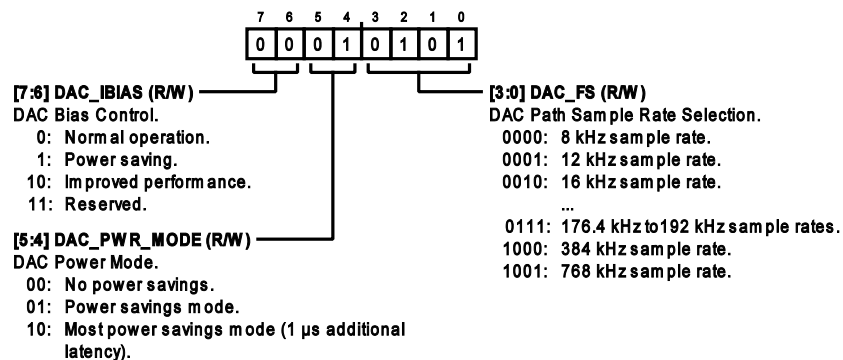 7 6 5 4 3 2 1 0
0 0 0 1 0 1 0 1
[7:6] DAC_IBIAS (R/W)
DAC Bias Control.
0: Normal operation.
1: Power saving.
10: Improved performance.
11: Reserved.
[5:4] DAC_PWR_MODE (R/W)
DAC Power Mode.
00: No power savings.
01: Power savings mode.
10: Most power savings mode (1 µs additional
latency).
[3:0] DAC_FS (R/W)
DAC Path Sample Rate Selection.
0000: 8 kHz sample rate.
0001: 12 kHz sample rate.
0010: 16 kHz sample rate.
...
0111: 176.4 kHz to192 kHz sample rates.
1000: 384 kHz sample rate.
1001: 768 kHz sample rate.